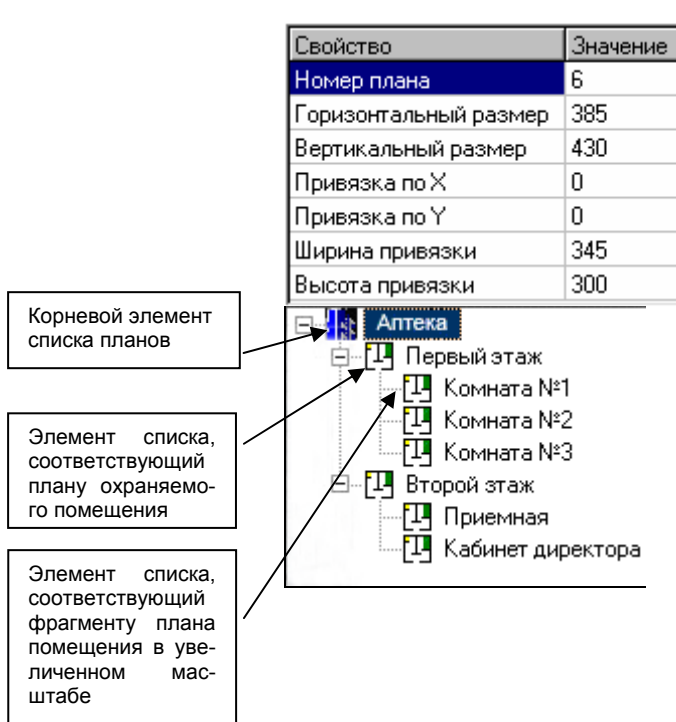 Свойство Значение
Номер плана 6
Горизонтальный размер 385
Вертикальный размер 430
Привязка по X 0
Привязка по Y 0
Ширина привязки 345
Высота привязки 300
Корневой элемент
списка планов
Аптека
Первый этаж
Комната №1
Комната №2
Комната №3
Второй этаж
Приемная
Кабинет директора
Элемент списка,
соответствующий
плану охраняемо-
го помещения
Элемент списка,
соответствующий
фрагменту плана
помещения в уве-
личенном мас-
штабе